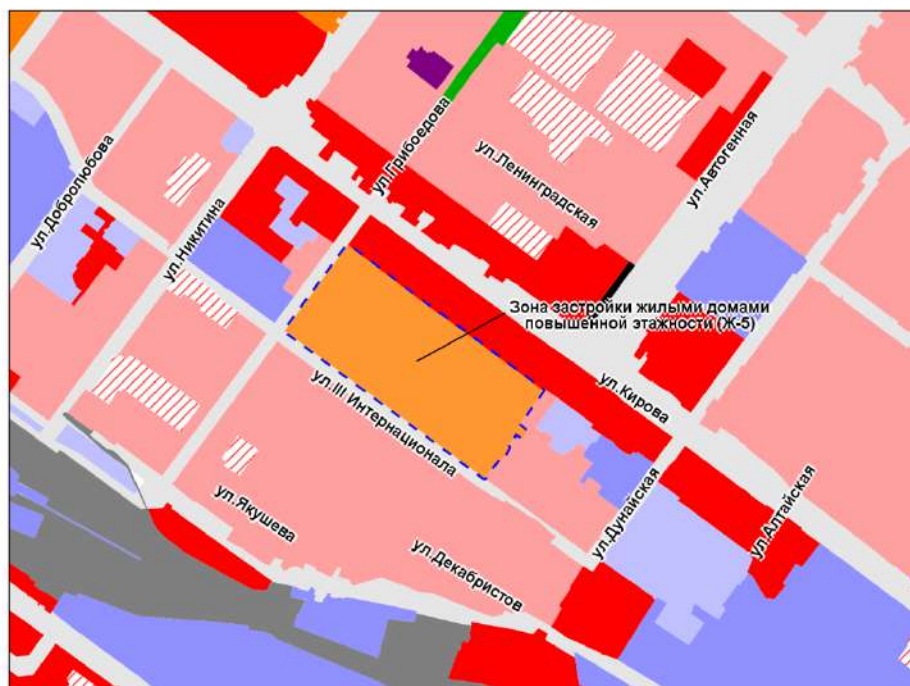 ул.Грибоедова
ул.Ленинградская
ул.Автогенная
ул.Добролюбова
ул.Никитина
Зона застройки жилыми домами
повышенной этажности (Ж-5)
ул.III Интернационала
ул.Кирова
ул.Якушева
ул.Декабристов
ул.Дунайская
ул.Алтайская